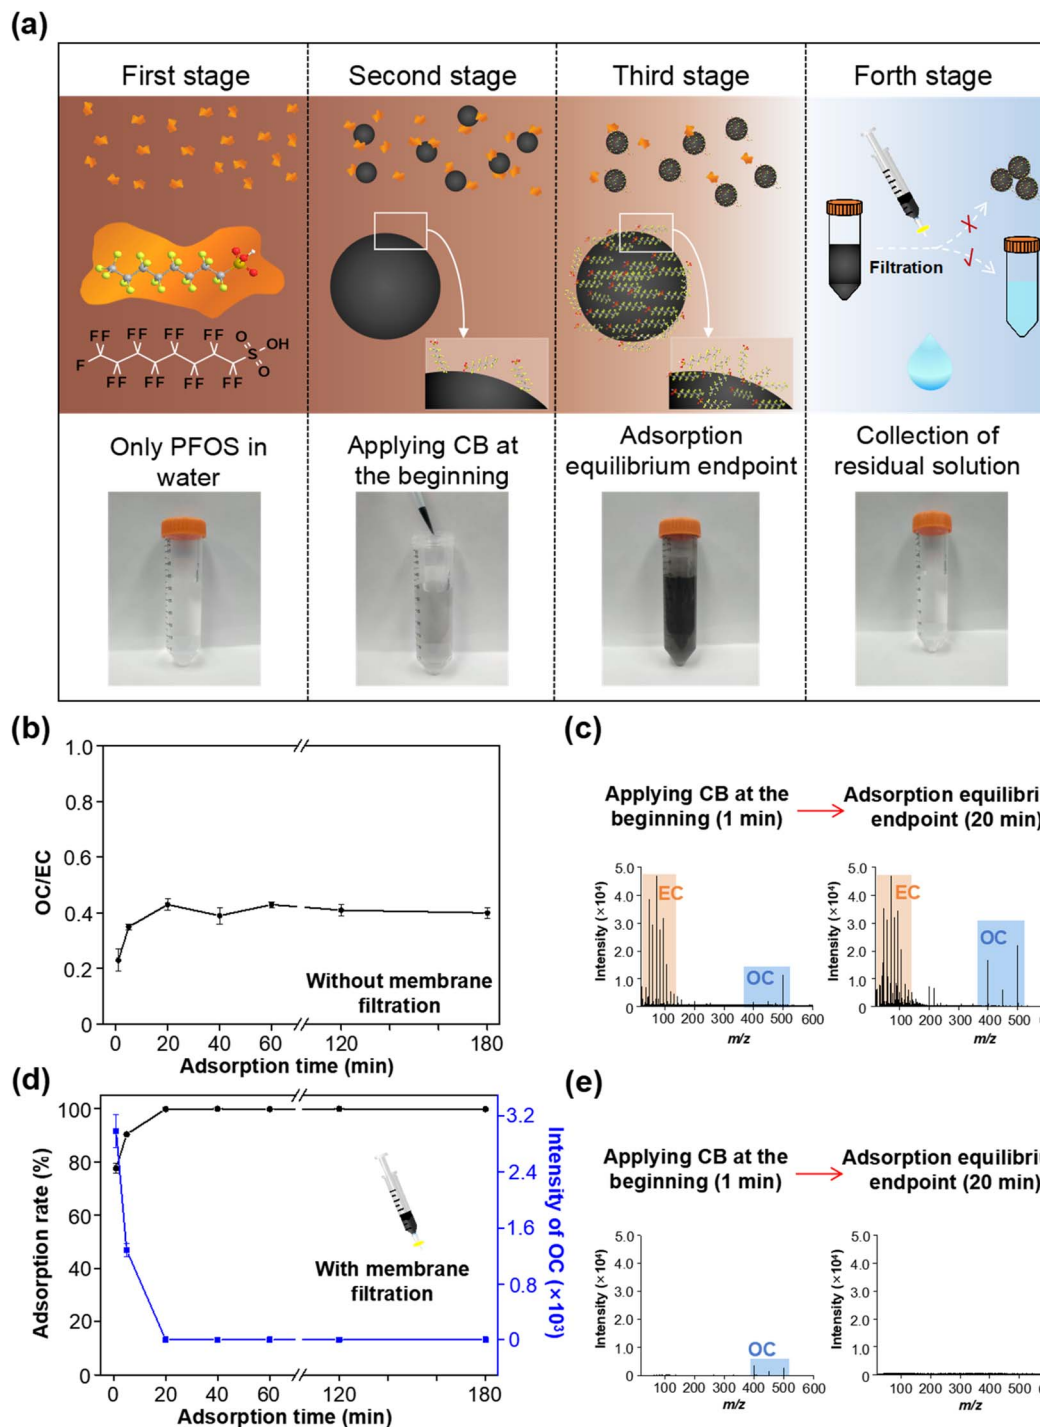 (a)
First stage
Second stage
Third stage
Forth stage
Filtration
F F
F F
F F
F F
O
OH
S
O
F
F F
F F
F F
F F
Only PFOS in
water
Applying CB at
the beginning
Adsorption
equilibrium endpoint
Collection of
residual solution
(b)
1.0
0.8
0.6
0.4
0.2
0.0
OC/EC
Without membrane
filtration
0 20 40 60 120 180
Adsorption time (min)
(c)
Applying CB at the
beginning (1 min)
Adsorption equilibri
endpoint (20 min)
5.0
4.0
3.0
2.0
1.0
0
Intensity (×10⁴)
EC
OC
100 200 300 400 500 600
m/z
5.0
4.0
3.0
2.0
1.0
0
Intensity (×10⁴)
EC
OC
100 200 300 400 500 6
m/z
(d)
100
80
60
40
20
0
Adsorption rate (%)
3.2
2.4
1.6
0.8
0
Intensity of OC (×10³)
With membrane
filtration
0 20 40 60 120 180
Adsorption time (min)
(e)
Applying CB at the
beginning (1 min)
Adsorption equilibri
endpoint (20 min)
5.0
4.0
3.0
2.0
1.0
0
Intensity (×10⁴)
OC
100 200 300 400 500 600
m/z
5.0
4.0
3.0
2.0
1.0
0
Intensity (×10⁴)
100 200 300 400 500 6
m/z